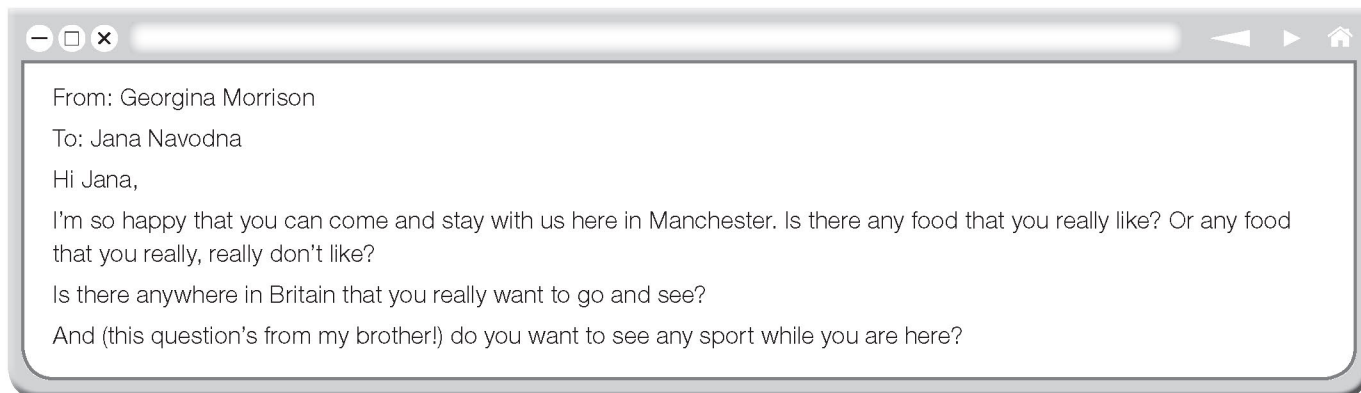 From: Georgina Morrison
To: Jana Navodna
Hi Jana,
I'm so happy that you can come and stay with us here in Manchester. Is there any food that you really like? Or any food
that you really, really don't like?
Is there anywhere in Britain that you really want to go and see?
And (this question's from my brother!) do you want to see any sport while you are here?